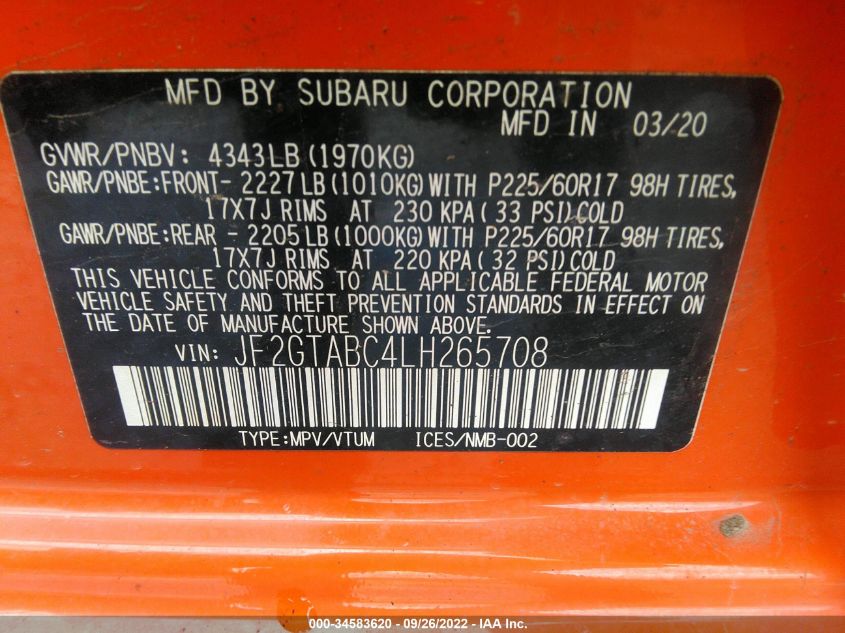 MFD BY SUBARU CORPORATION
MFD IN 03/20
GVWR/PNBV: 4343LB (1970KG)
GAWR/PNBE:FRONT- 2227 LB (1010KG) WITH P225/60R17 98H TIRES,
17X7J RIMS AT 230 KPA ( 33 PSI) COLD
GAWR/PNBE:REAR - 2205 LB (1000KG) WITH P225/60R17 98H TIRES,
17X7J RIMS AT 220 KPA ( 32 PSI) COLD
THIS VEHICLE CONFORMS TO ALL APPLICABLE FEDERAL MOTOR
VEHICLE SAFETY AND THEFT PREVENTION STANDARDS IN EFFECT ON
THE DATE OF MANUFACTURE SHOWN ABOVE.
VIN: JF2GTABC4LH265708
TYPE:MPV/VTUM ICES/NMB-002
000-34583620 - 09/26/2022 - IAA Inc.